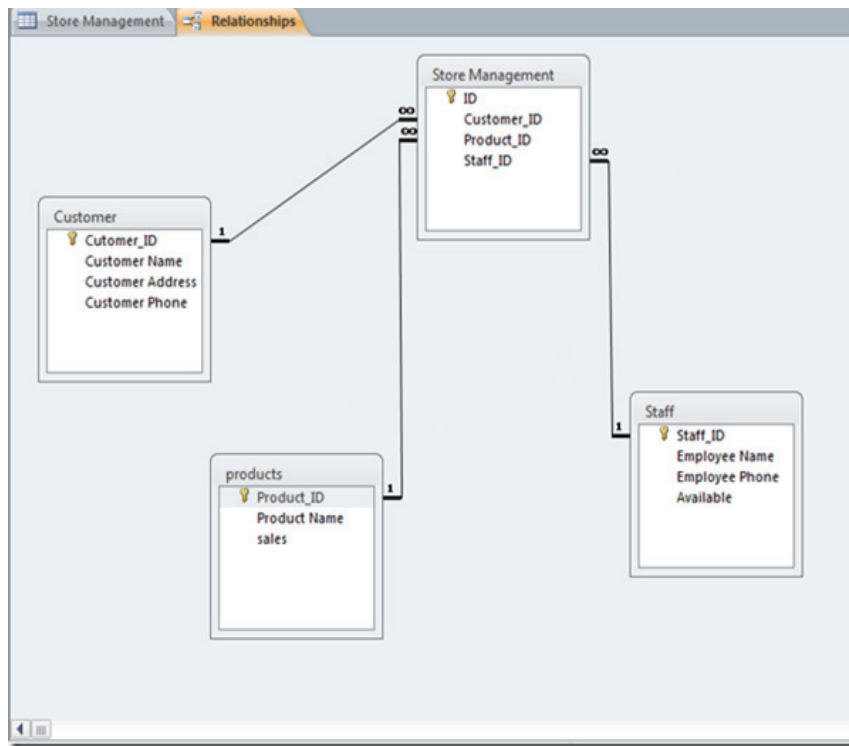 Store Management
Relationships
Store Management
ID
Customer_ID
Product_ID
Staff_ID
∞
∞
∞
Customer
Cutomer_ID
Customer Name
Customer Address
Customer Phone
1
Staff
Staff_ID
Employee Name
Employee Phone
Available
1
products
Product_ID
Product Name
sales
1